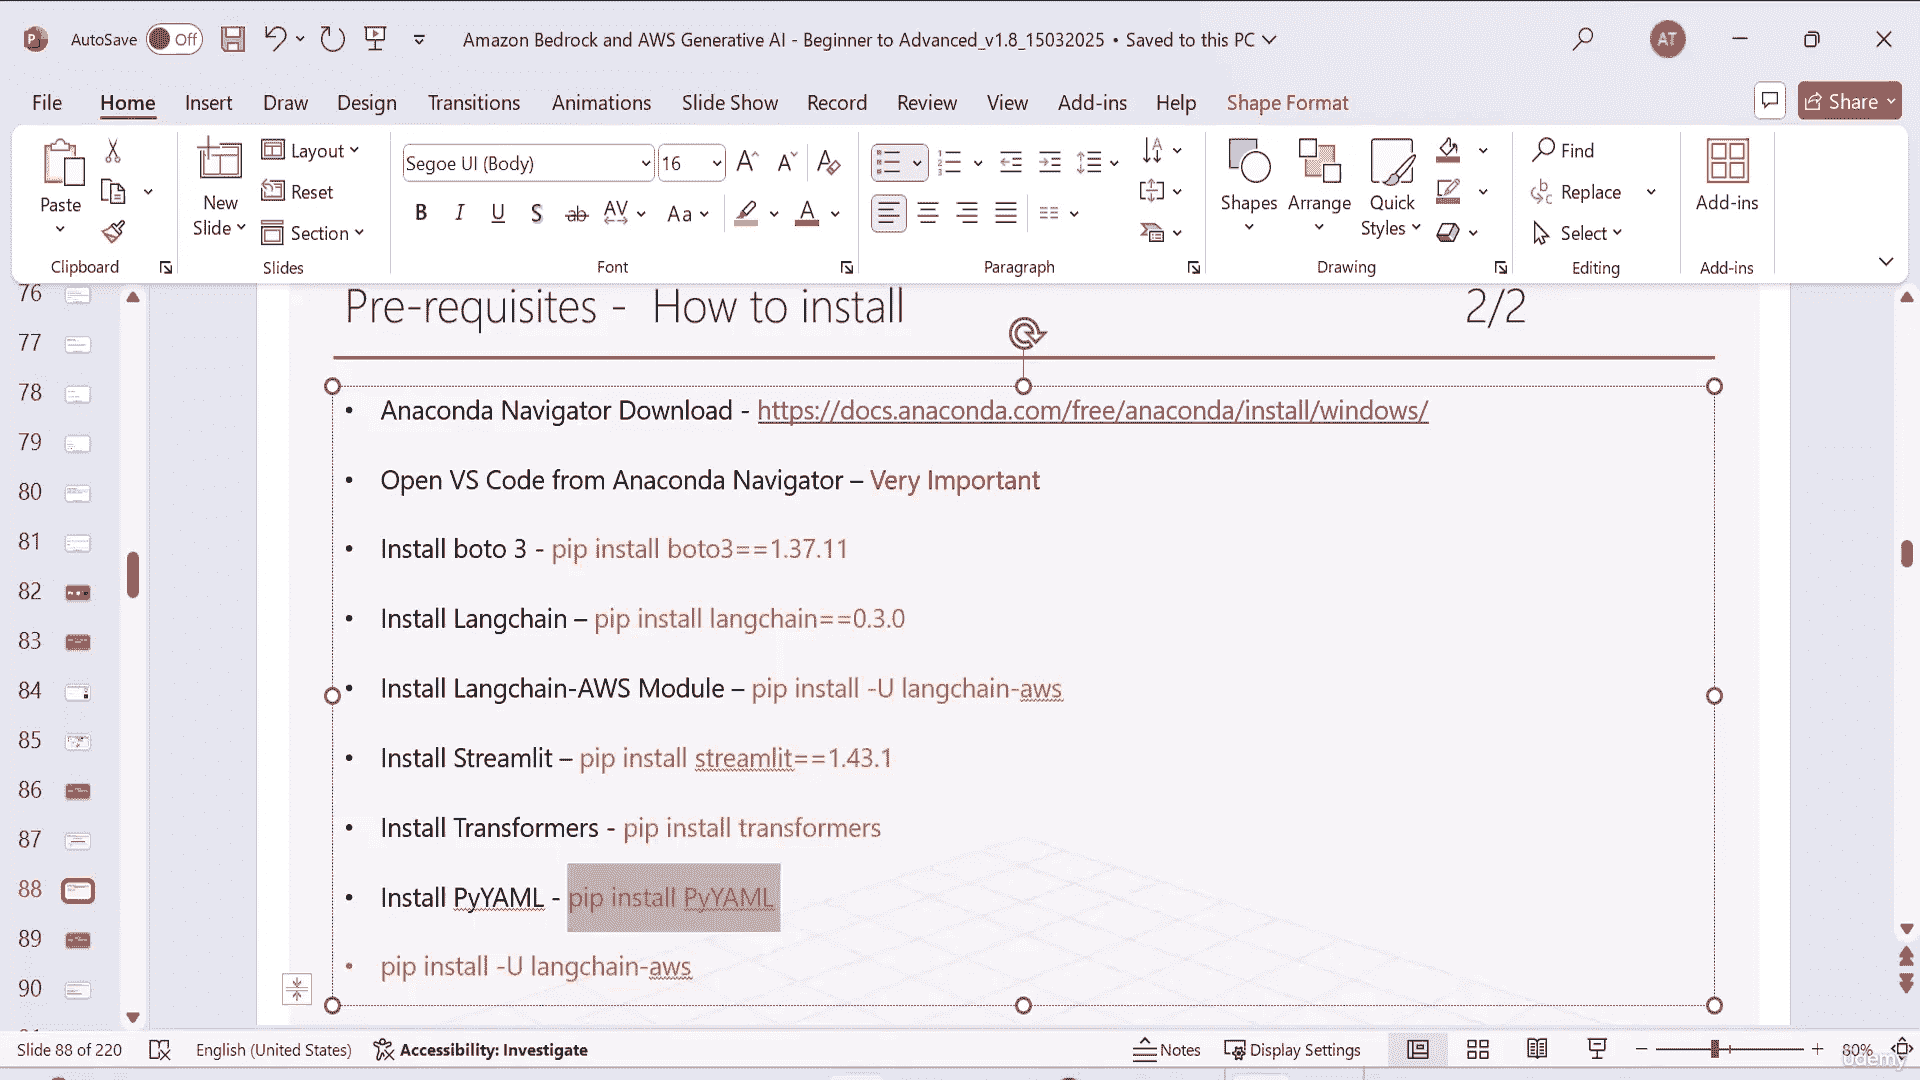 AutoSave Off Amazon Bedrock and AWS Generative AI - Beginner to Advanced_v1.8_15032025 • Saved to this PC AT
File Home Insert Draw Design Transitions Animations Slide Show Record Review View Add-ins Help Shape Format Share
Paste
New Slide
Layout
Reset
Section
Segoe UI (Body) 16
Aa
Shapes
Arrange
Quick Styles
Find
Replace
Select
Add-ins
Clipboard Slides Font Paragraph Drawing Editing Add-ins
76
77
78
79
80
81
82
83
84
85
86
87
88
89
90
Pre-requisites - How to install 2/2
• Anaconda Navigator Download - https://docs.anaconda.com/free/anaconda/install/windows/
• Open VS Code from Anaconda Navigator – Very Important
• Install boto 3 - pip install boto3==1.37.11
• Install Langchain – pip install langchain==0.3.0
• Install Langchain-AWS Module – pip install -U langchain-aws
• Install Streamlit – pip install streamlit==1.43.1
• Install Transformers - pip install transformers
• Install PyYAML - pip install PyYAML
• pip install -U langchain-aws
Slide 88 of 220 English (United States) Accessibility: Investigate Notes Display Settings 80%
udemy